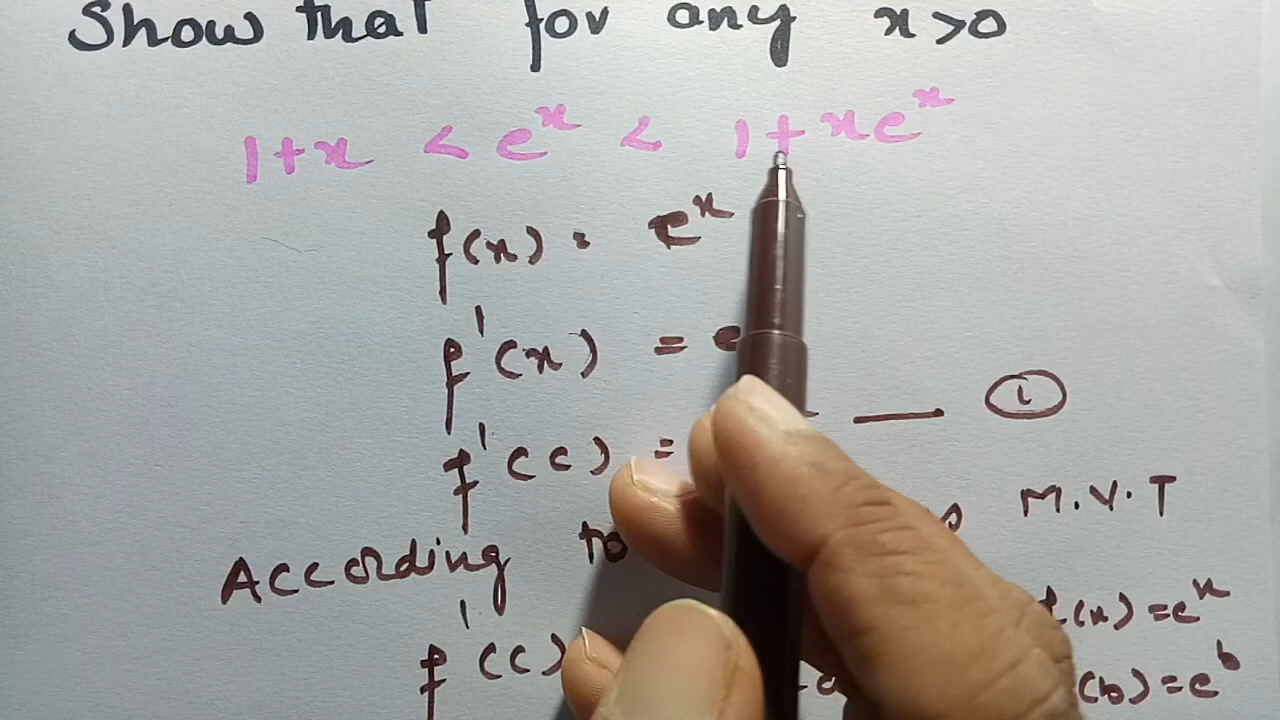 Show that for any x>0
1+x < e^x < 1+xe^x
f(x) = e^x
f'(x) = e
f'(c) = — ①
According to M.V.T
f(x) = e^x
f'(c) (b) = e^b